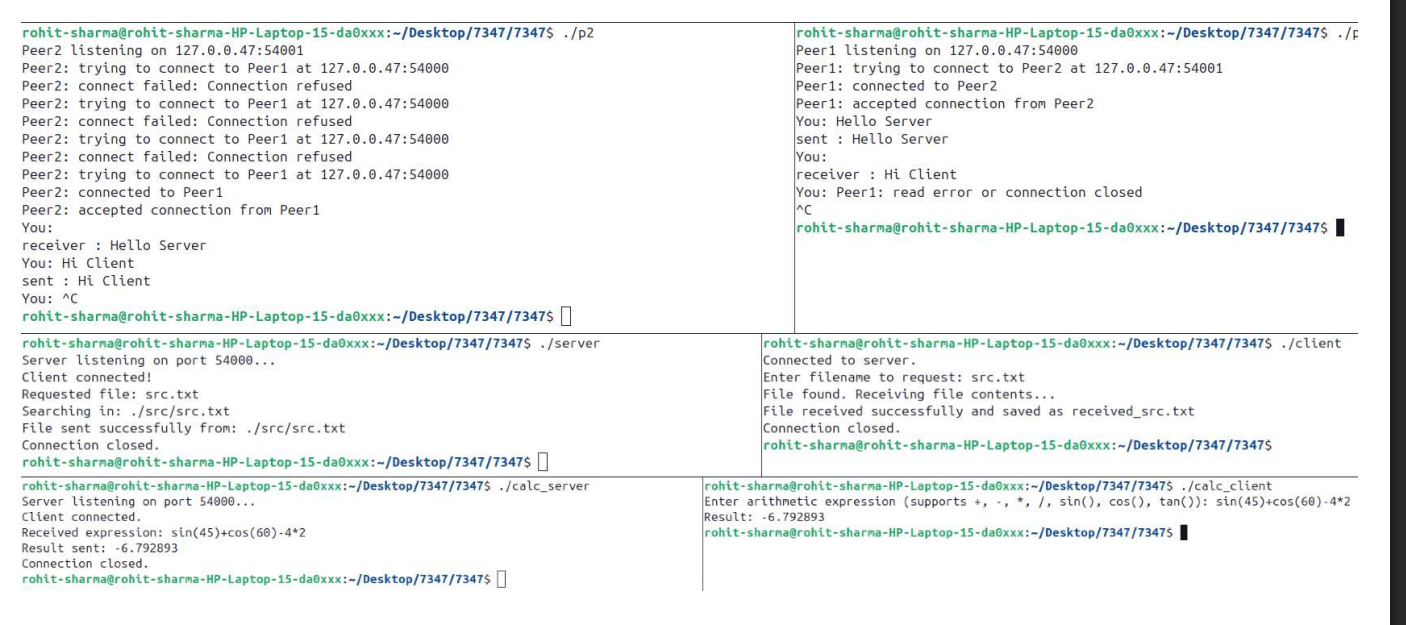 rohit-sharma@rohit-sharma-HP-Laptop-15-da0xxx:~/Desktop/7347/7347$ ./p2
Peer2 listening on 127.0.0.47:54001
Peer2: trying to connect to Peer1 at 127.0.0.47:54000
Peer2: connect failed: Connection refused
Peer2: trying to connect to Peer1 at 127.0.0.47:54000
Peer2: connect failed: Connection refused
Peer2: trying to connect to Peer1 at 127.0.0.47:54000
Peer2: connect failed: Connection refused
Peer2: trying to connect to Peer1 at 127.0.0.47:54000
Peer2: connected to Peer1
Peer2: accepted connection from Peer1
You:
receiver : Hello Server
You: Hi Client
sent : Hi Client
You: ^C
rohit-sharma@rohit-sharma-HP-Laptop-15-da0xxx:~/Desktop/7347/7347$
rohit-sharma@rohit-sharma-HP-Laptop-15-da0xxx:~/Desktop/7347/7347$ ./p
Peer1 listening on 127.0.0.47:54000
Peer1: trying to connect to Peer2 at 127.0.0.47:54001
Peer1: connected to Peer2
Peer1: accepted connection from Peer2
You: Hello Server
sent : Hello Server
You:
receiver : Hi Client
You: Peer1: read error or connection closed
^C
rohit-sharma@rohit-sharma-HP-Laptop-15-da0xxx:~/Desktop/7347/7347$
rohit-sharma@rohit-sharma-HP-Laptop-15-da0xxx:~/Desktop/7347/7347$ ./server
Server listening on port 54000...
Client connected!
Requested file: src.txt
Searching in: ./src/src.txt
File sent successfully from: ./src/src.txt
Connection closed.
rohit-sharma@rohit-sharma-HP-Laptop-15-da0xxx:~/Desktop/7347/7347$
rohit-sharma@rohit-sharma-HP-Laptop-15-da0xxx:~/Desktop/7347/7347$ ./client
Connected to server.
Enter filename to request: src.txt
File found. Receiving file contents...
File received successfully and saved as received_src.txt
Connection closed.
rohit-sharma@rohit-sharma-HP-Laptop-15-da0xxx:~/Desktop/7347/7347$
rohit-sharma@rohit-sharma-HP-Laptop-15-da0xxx:~/Desktop/7347/7347$ ./calc_server
Server listening on port 54000...
Client connected.
Received expression: sin(45)+cos(60)-4*2
Result sent: -6.792893
Connection closed.
rohit-sharma@rohit-sharma-HP-Laptop-15-da0xxx:~/Desktop/7347/7347$
rohit-sharma@rohit-sharma-HP-Laptop-15-da0xxx:~/Desktop/7347/7347$ ./calc_client
Enter arithmetic expression (supports +, -, *, /, sin(), cos(), tan()): sin(45)+cos(60)-4*2
Result: -6.792893
rohit-sharma@rohit-sharma-HP-Laptop-15-da0xxx:~/Desktop/7347/7347$